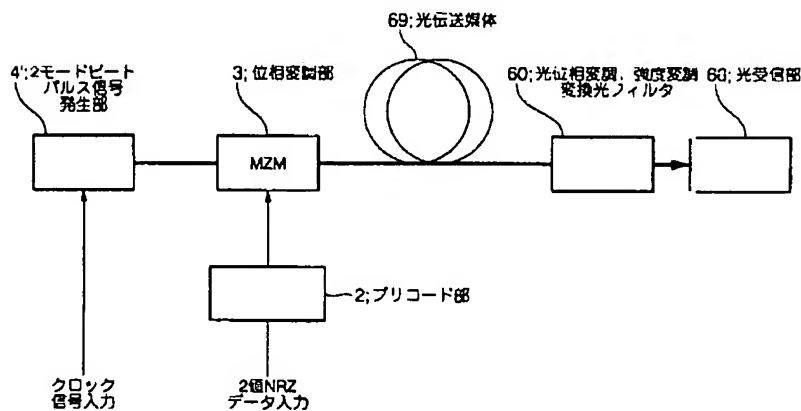 69;光伝送媒体
4';2モードビート
パルス信号
発生部
3;位相変調部
60;光位相変調、強度変調
変換光フィルタ
68;光受信部
MZM
2;プリコード部
クロック
信号入力
2値NRZ
データ入力